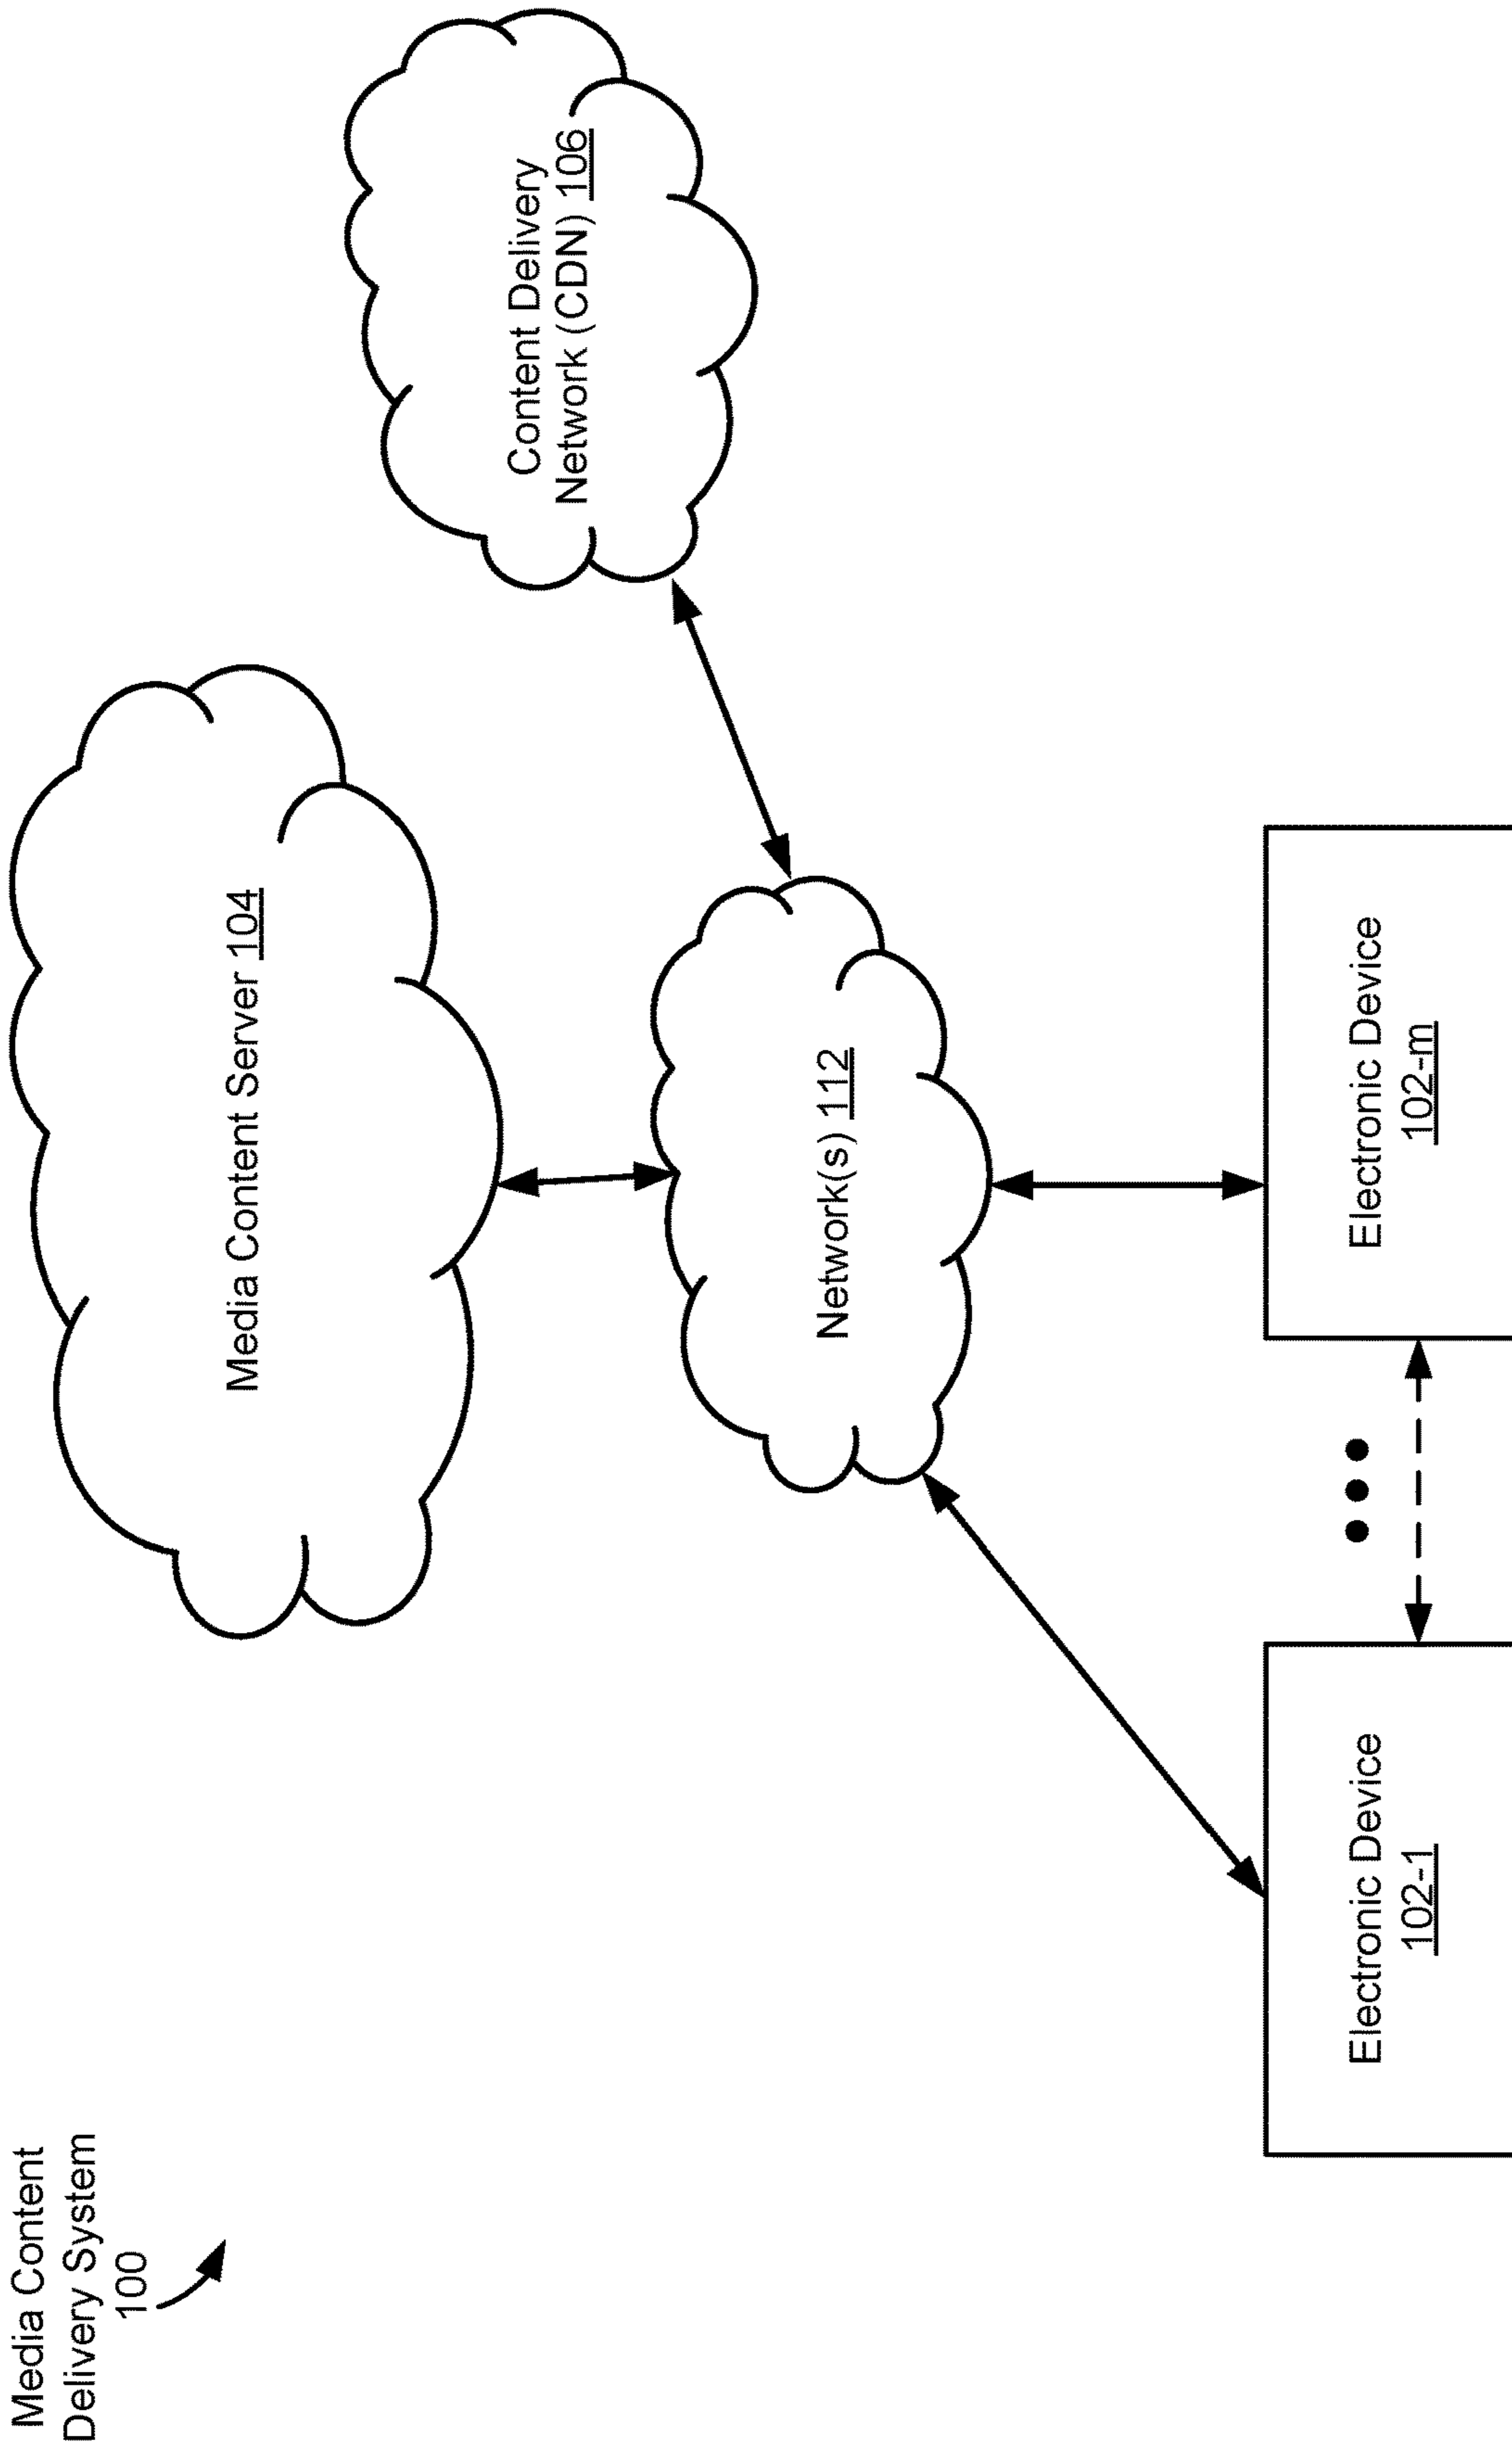 Media Content
Delivery System
100
Media Content Server 104
Content Delivery
Network (CDN) 106
Network(s) 112
Electronic Device
102-1
Electronic Device
102-m